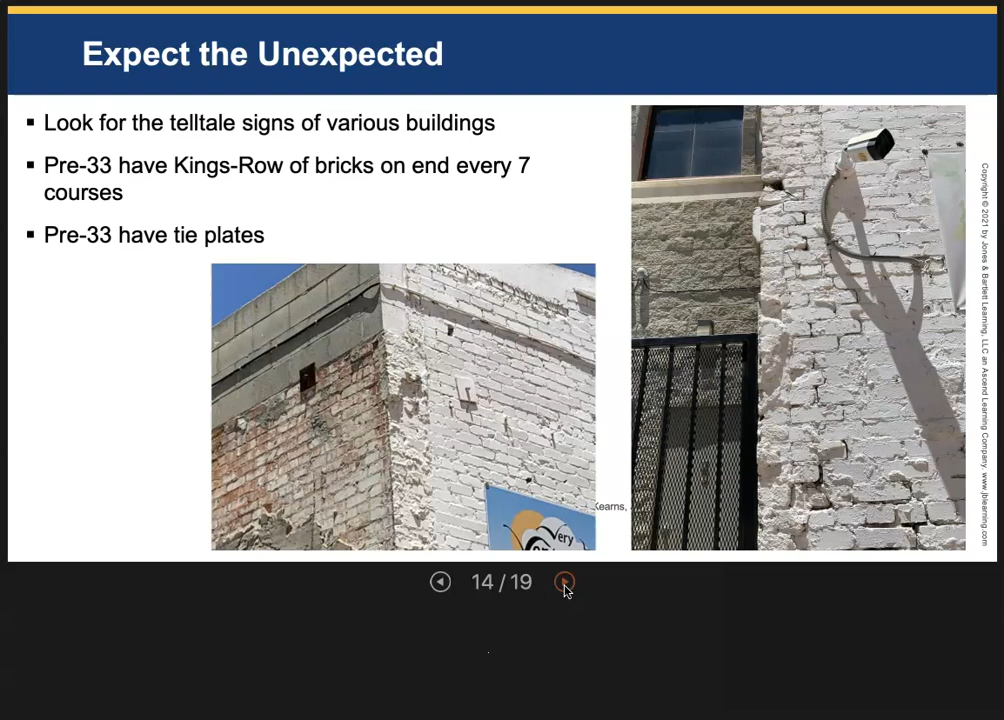 Expect the Unexpected
▪ Look for the telltale signs of various buildings
▪ Pre-33 have Kings-Row of bricks on end every 7
courses
▪ Pre-33 have tie plates
very
Kearns,
Copyright © 2021 by Jones & Bartlett Learning, LLC an Ascend Learning Company. www.jblearning.com
14 / 19